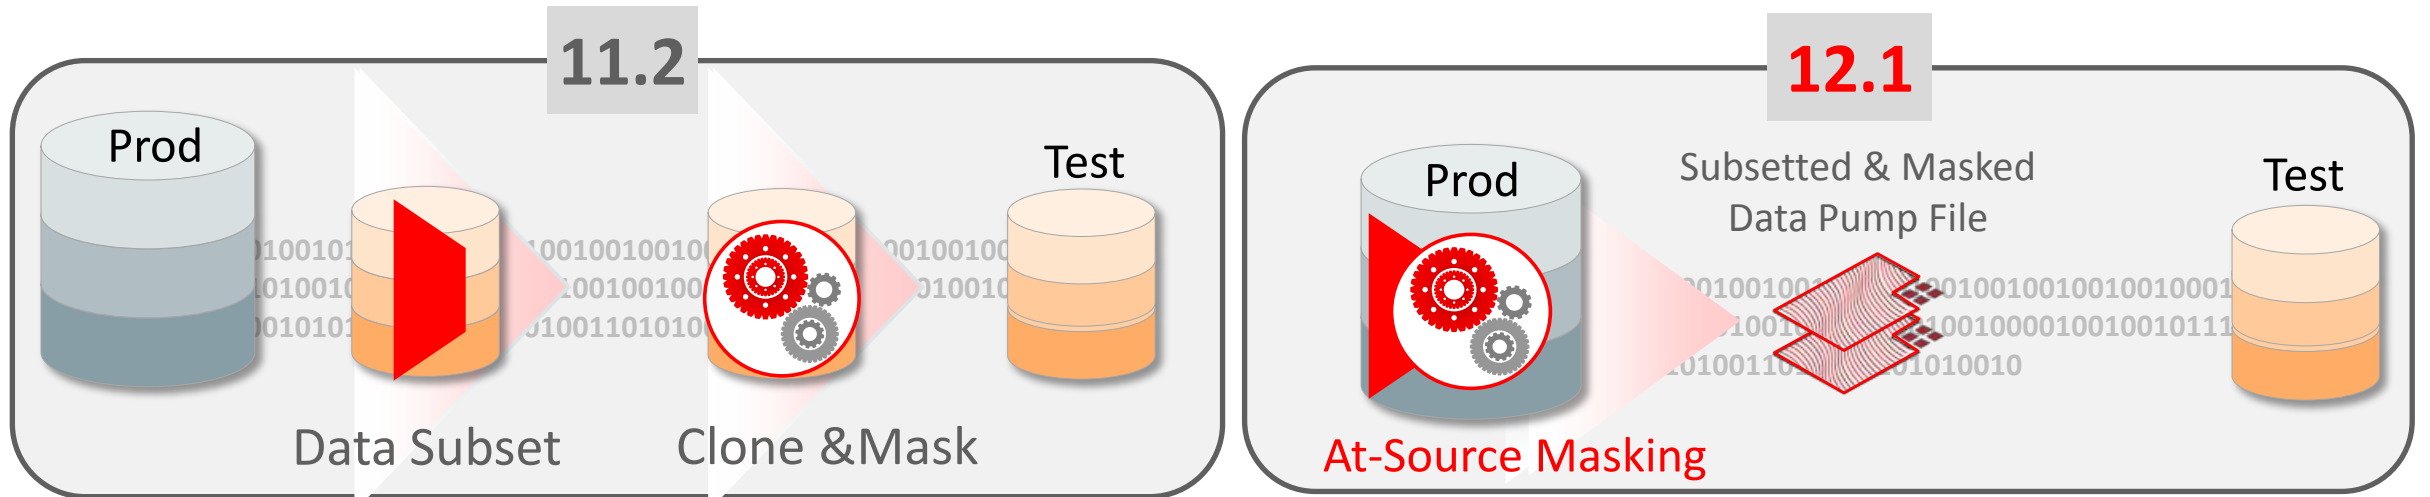 11.2
Prod
Test
Data Subset
Clone &Mask
12.1
Prod
Subsetted & Masked
Data Pump File
Test
At-Source Masking